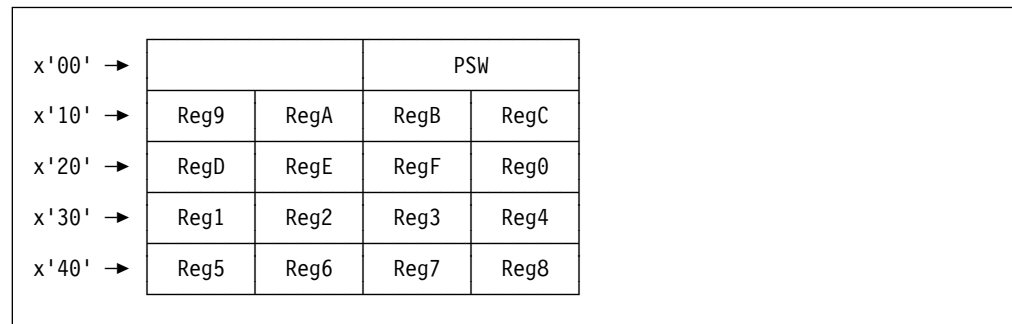 x'00' → PSW
x'10' → Reg9 RegA RegB RegC
x'20' → RegD RegE RegF Reg0
x'30' → Reg1 Reg2 Reg3 Reg4
x'40' → Reg5 Reg6 Reg7 Reg8